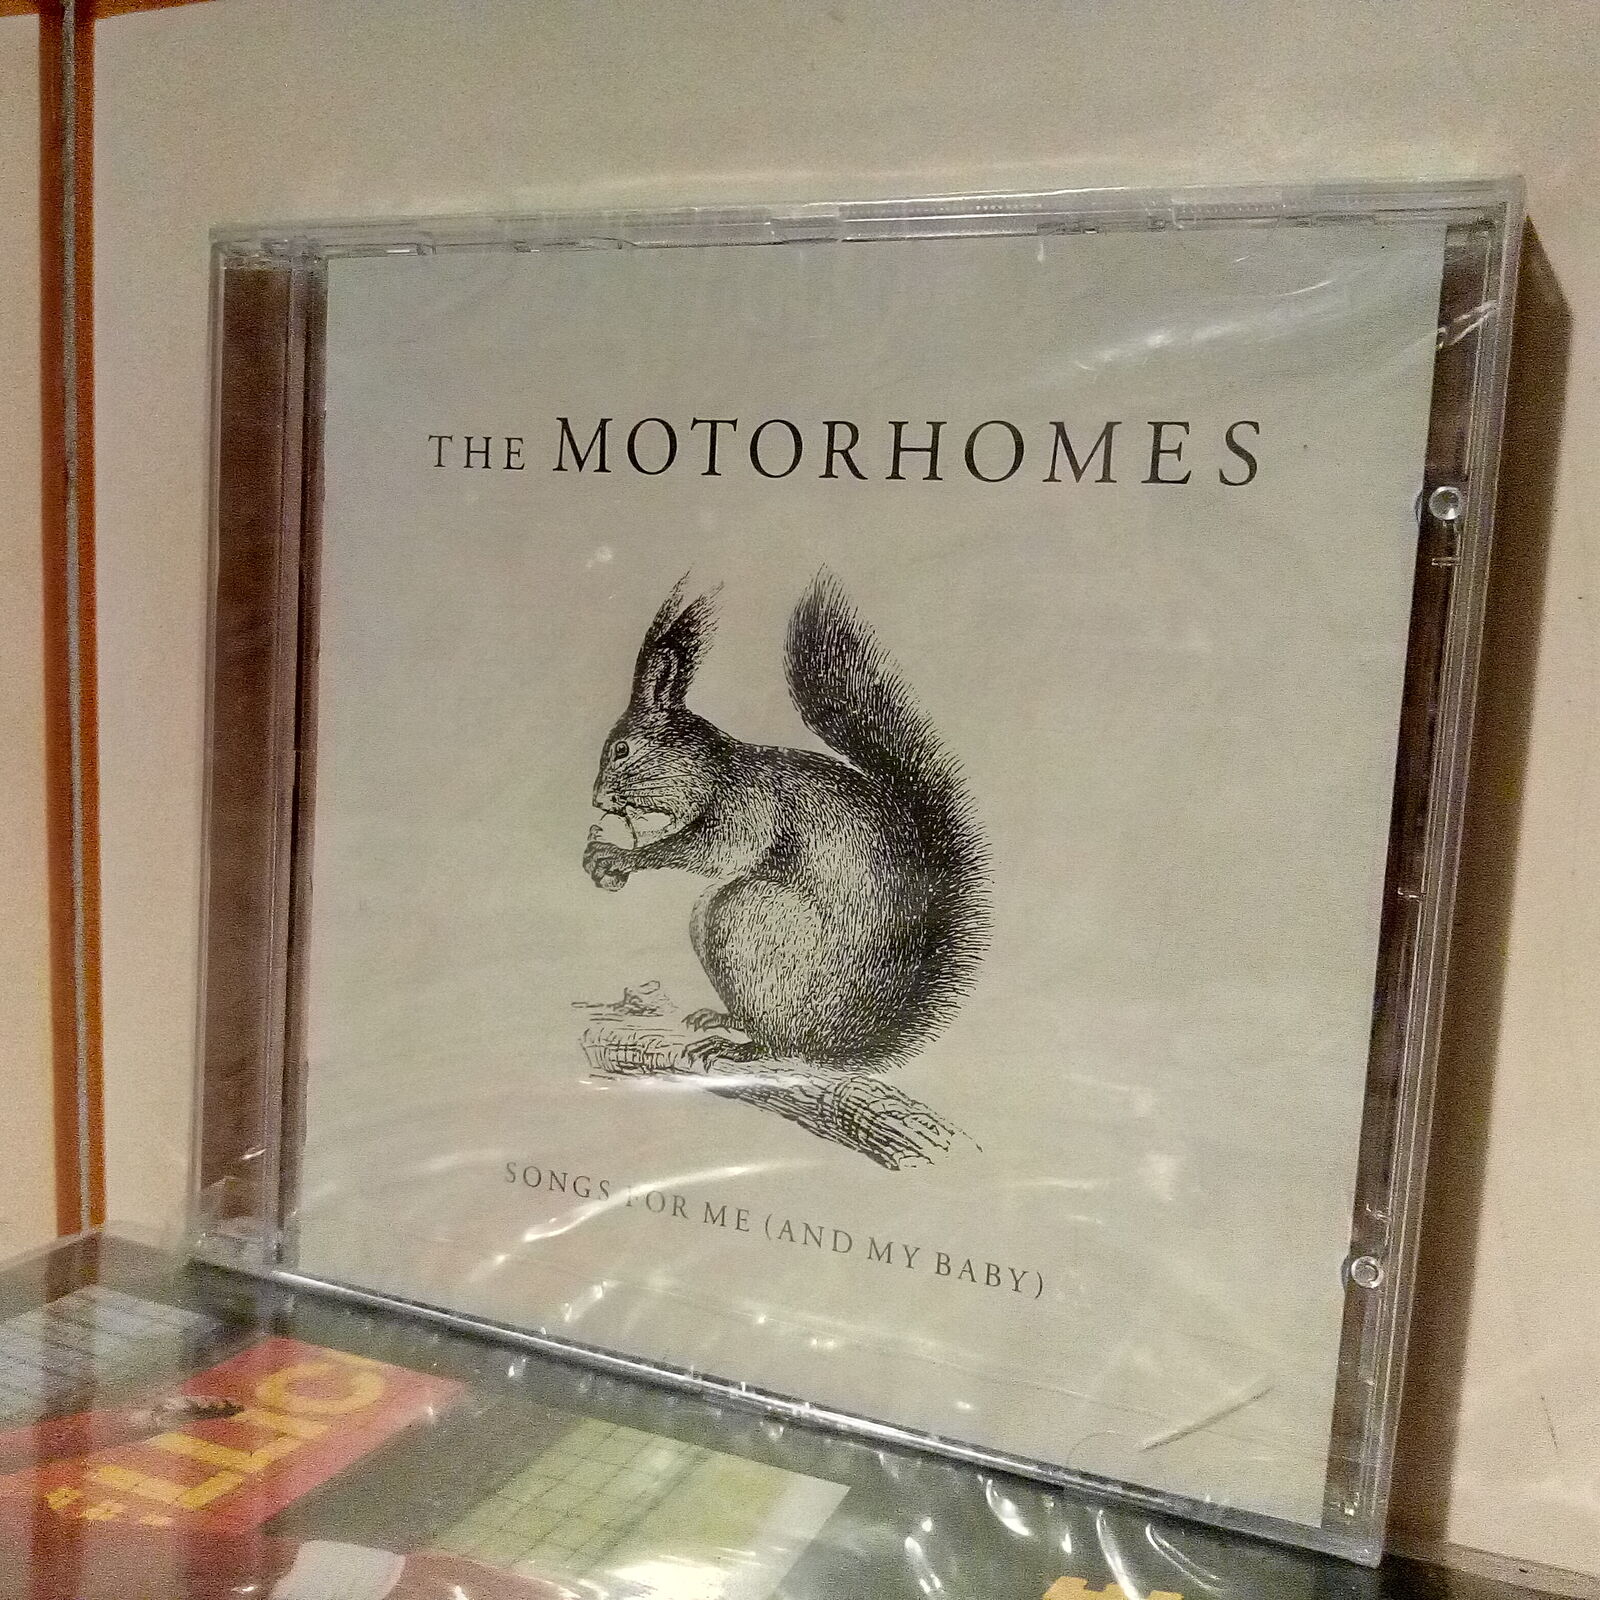 THE MOTORHOMES
SONGS FOR ME (AND MY BABY)